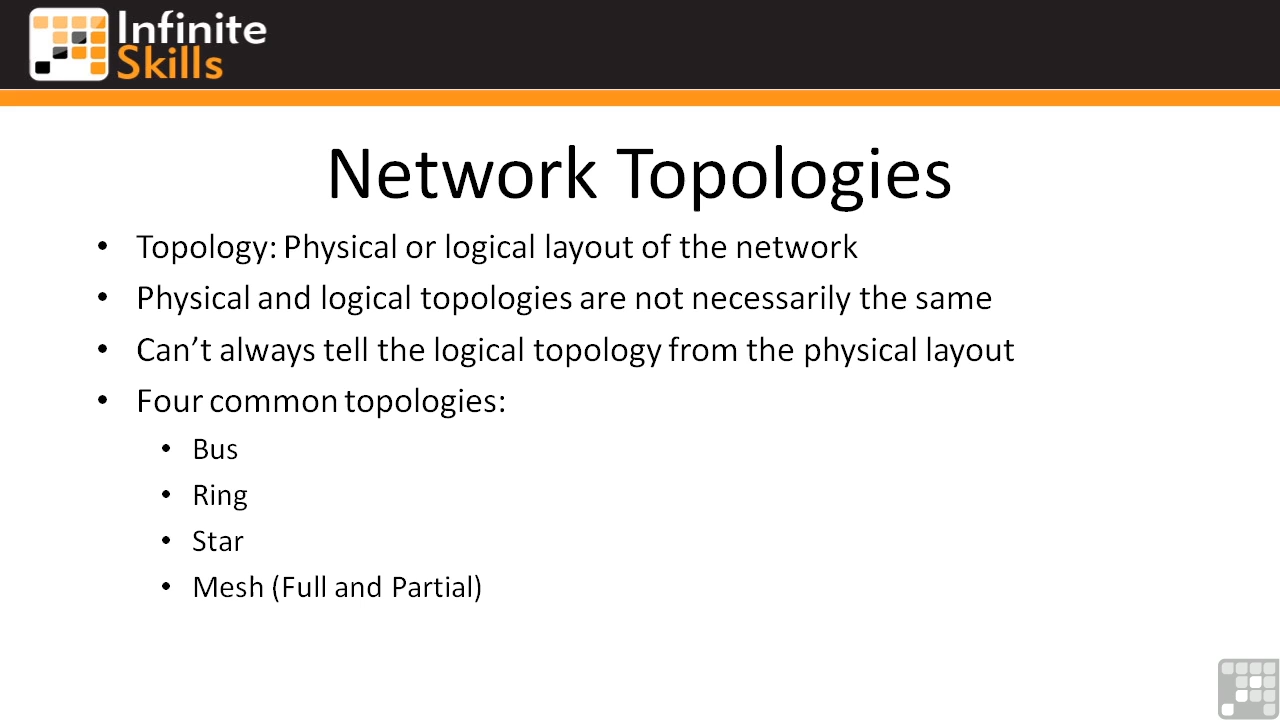 Infinite
Skills
Network Topologies
• Topology: Physical or logical layout of the network
• Physical and logical topologies are not necessarily the same
• Can’t always tell the logical topology from the physical layout
• Four common topologies:
• Bus
• Ring
• Star
• Mesh (Full and Partial)